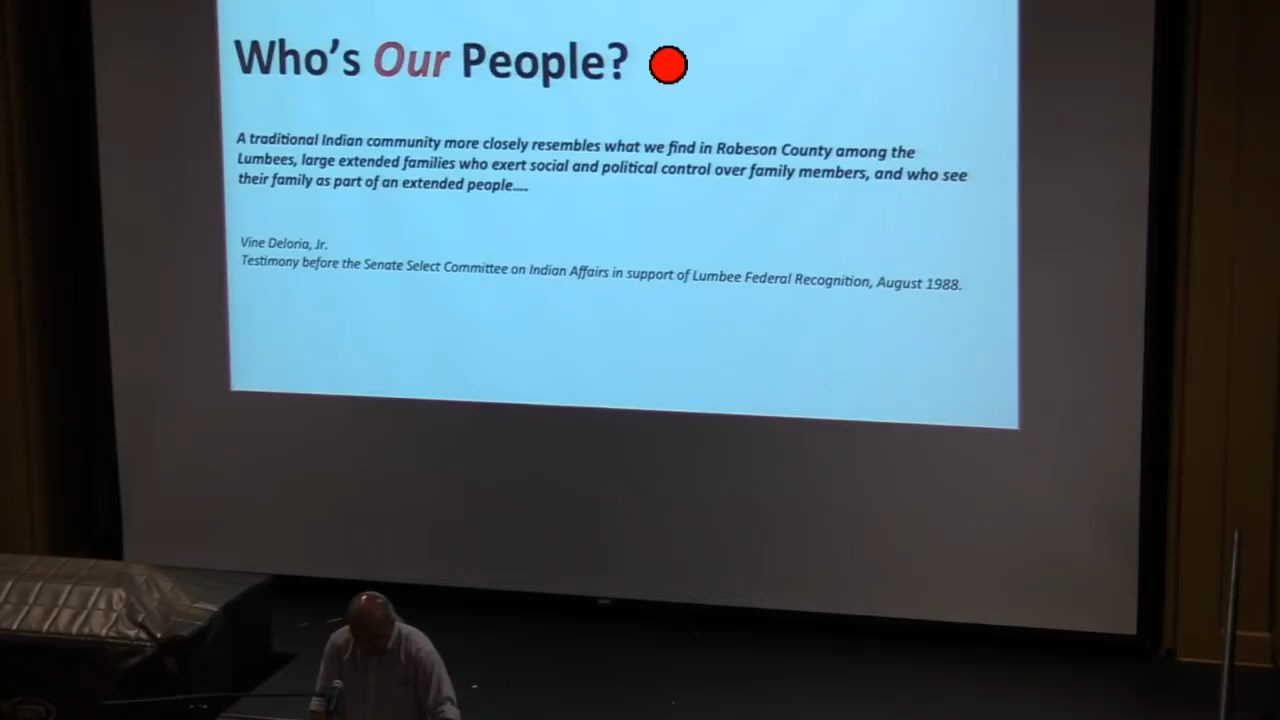 Who's Our People?
A traditional Indian community more closely resembles what we find in Robeson County among the
Lumbees, large extended families who exert social and political control over family members, and who see
their family as part of an extended people....
Vine Deloria, Jr.
Testimony before the Senate Select Committee on Indian Affairs in support of Lumbee Federal Recognition, August 1988.